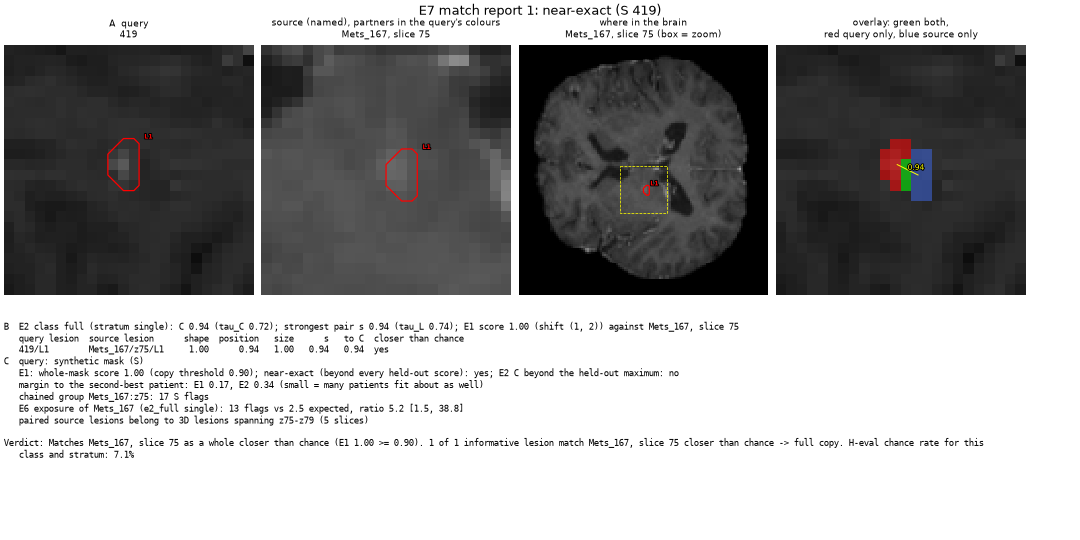 E7 match report 1: near-exact (S 419)
A  query
419
source (named), partners in the query's colours
Mets_167, slice 75
where in the brain
Mets_167, slice 75 (box = zoom)
overlay: green both,
red query only, blue source only
L1
L1
L1
0.94
B  E2 class full (stratum single): C 0.94 (tau_C 0.72); strongest pair s 0.94 (tau_L 0.74); E1 score 1.00 (shift (1, 2)) against Mets_167, slice 75
query lesion  source lesion  shape  position  size  s  to C  closer than chance
419/L1  Mets_167/z75/L1  1.00  0.94  1.00  0.94  0.94  yes
C  query: synthetic mask (S)
E1: whole-mask score 1.00 (copy threshold 0.90); near-exact (beyond every held-out score): yes; E2 C beyond the held-out maximum: no
margin to the second-best patient: E1 0.17, E2 0.34 (small = many patients fit about as well)
chained group Mets_167:z75: 17 S flags
E6 exposure of Mets_167 (e2_full single): 13 flags vs 2.5 expected, ratio 5.2 [1.5, 38.8]
paired source lesions belong to 3D lesions spanning z75-z79 (5 slices)
Verdict: Matches Mets_167, slice 75 as a whole closer than chance (E1 1.00 >= 0.90). 1 of 1 informative lesion match Mets_167, slice 75 closer than chance -> full copy. H-eval chance rate for this
class and stratum: 7.1%